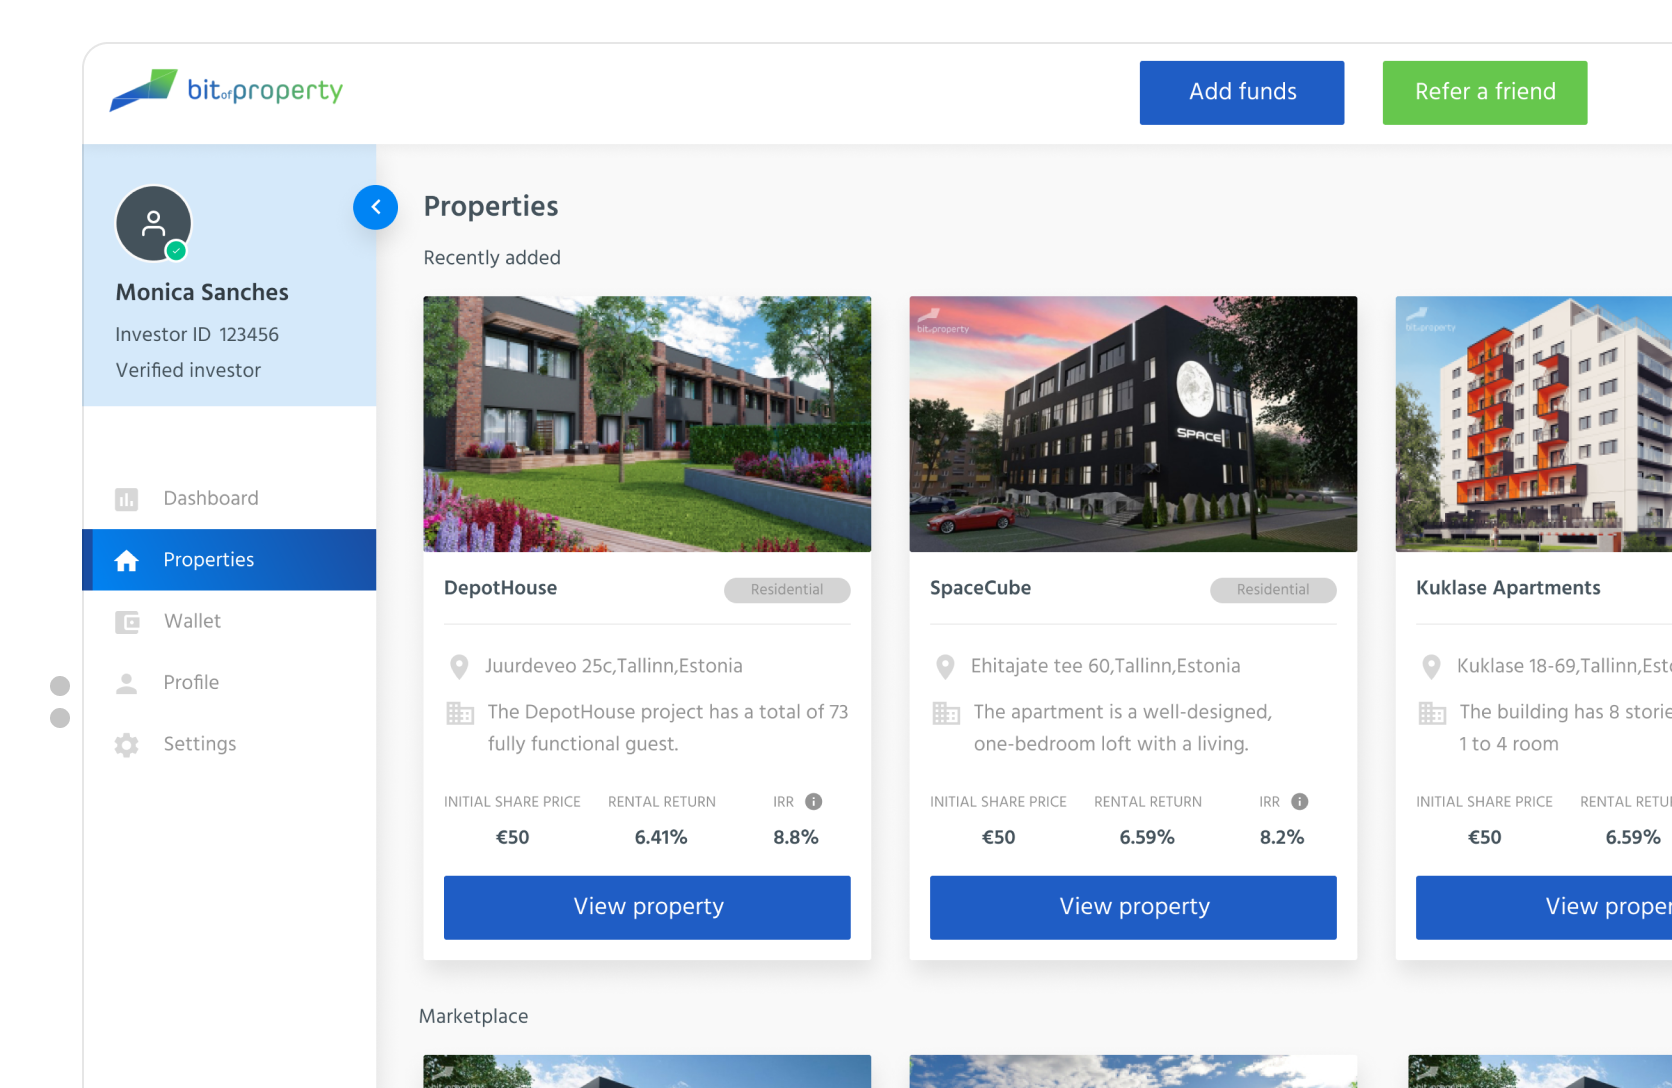 bitofproperty
Add funds
Refer a friend
Monica Sanches
Investor ID 123456
Verified investor
Dashboard
Properties
Wallet
Profile
Settings
Properties
Recently added
bitofproperty
SPACE
bitofproperty
DepotHouse
Residential
Juurdeveo 25c,Tallinn,Estonia
The DepotHouse project has a total of 73
fully functional guest.
INITIAL SHARE PRICE RENTAL RETURN IRR
€50 6.41% 8.8%
View property
SpaceCube
Residential
Ehitajate tee 60,Tallinn,Estonia
The apartment is a well-designed,
one-bedroom loft with a living.
INITIAL SHARE PRICE RENTAL RETURN IRR
€50 6.59% 8.2%
View property
Kuklase Apartments
Kuklase 18-69,Tallinn,Esto
The building has 8 storie
1 to 4 room
INITIAL SHARE PRICE RENTAL RETU
€50 6.59%
View proper
Marketplace